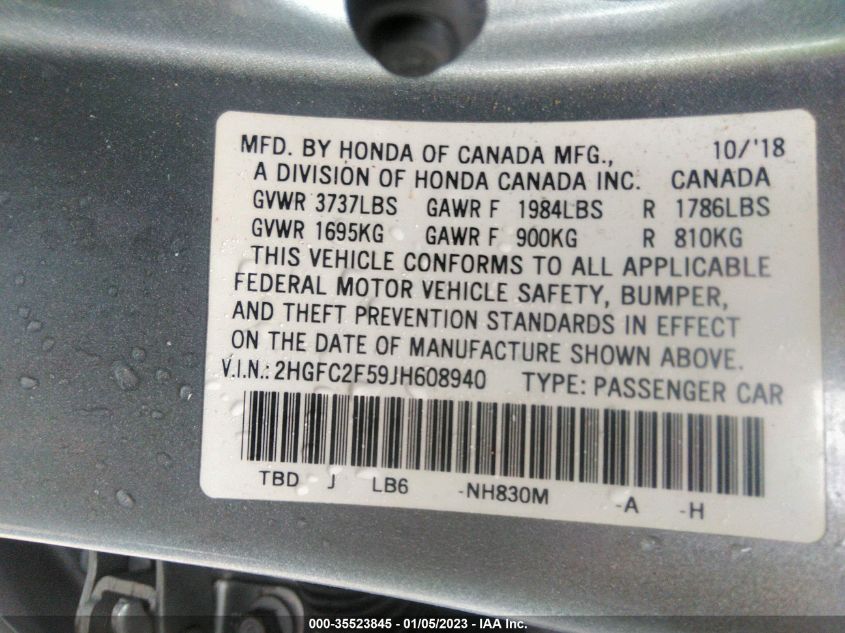 MFD. BY HONDA OF CANADA MFG., 10/'18
A DIVISION OF HONDA CANADA INC. CANADA
GVWR 3737LBS GAWR F 1984LBS R 1786LBS
GVWR 1695KG GAWR F 900KG R 810KG
THIS VEHICLE CONFORMS TO ALL APPLICABLE
FEDERAL MOTOR VEHICLE SAFETY, BUMPER,
AND THEFT PREVENTION STANDARDS IN EFFECT
ON THE DATE OF MANUFACTURE SHOWN ABOVE.
V.I.N.: 2HGFC2F59JH608940 TYPE: PASSENGER CAR
TBD J LB6 -NH830M -A -H
000-35523845 - 01/05/2023 - IAA Inc.